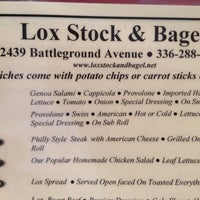 Lox Stock & Bage
2439 Battleground Avenue • 336-288-
www.loxstockandbagel.net
iches come with potato chips or carrot sticks
Genoa Salami • Cappicola • Provolone • Imported Ho
Lettuce • Tomato • Onion • Special Dressing • On Sub
Provolone • Swiss • American • Hot or Cold • Lettuce
Special Dressing • On Sub Roll
Philly Style Steak with American Cheese • Grilled On
Roll
Our Popular Homemade Chicken Salad • Leaf Lettuc
Lox Spread • Served Open faced On Toasted Everythi